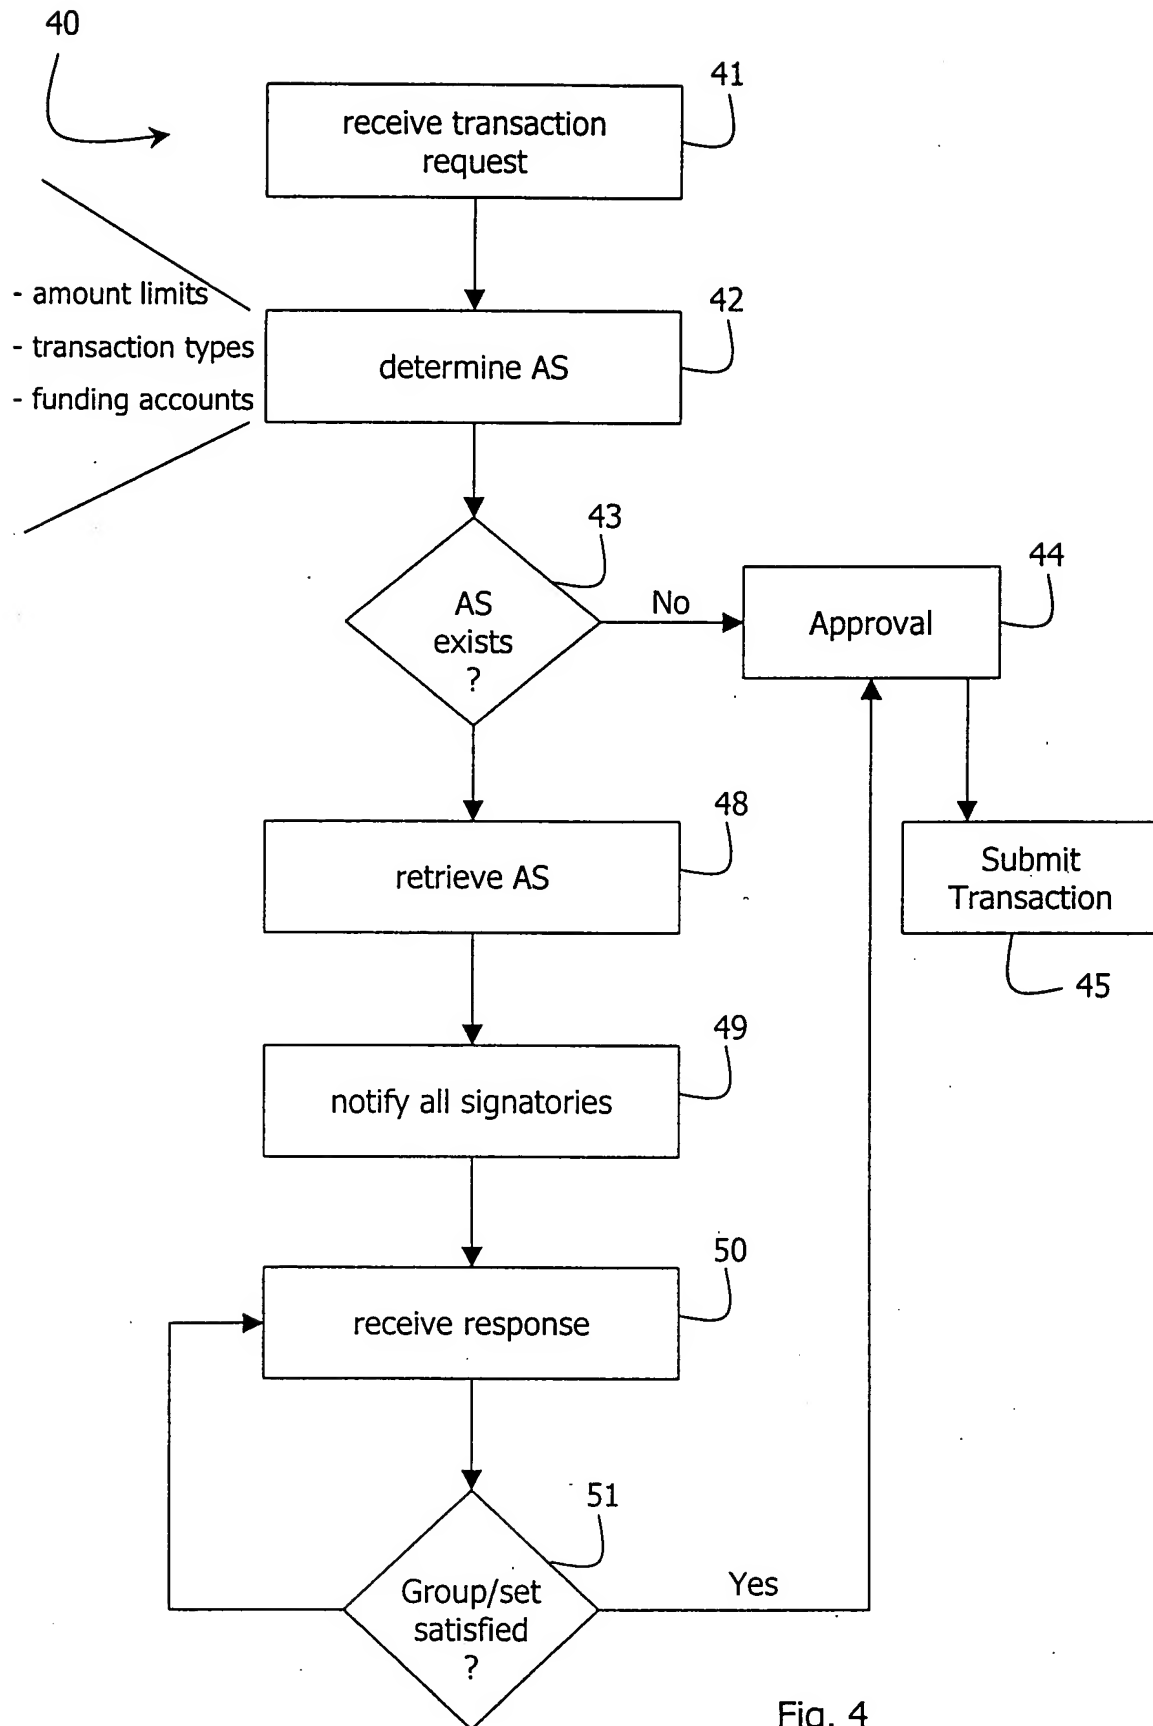 40
41
receive transaction
request
- amount limits
- transaction types
- funding accounts
42
determine AS
43
AS
exists
?
No
44
Approval
48
retrieve AS
Submit
Transaction
45
49
notify all signatories
50
receive response
51
Group/set
satisfied
?
Yes
Fig. 4